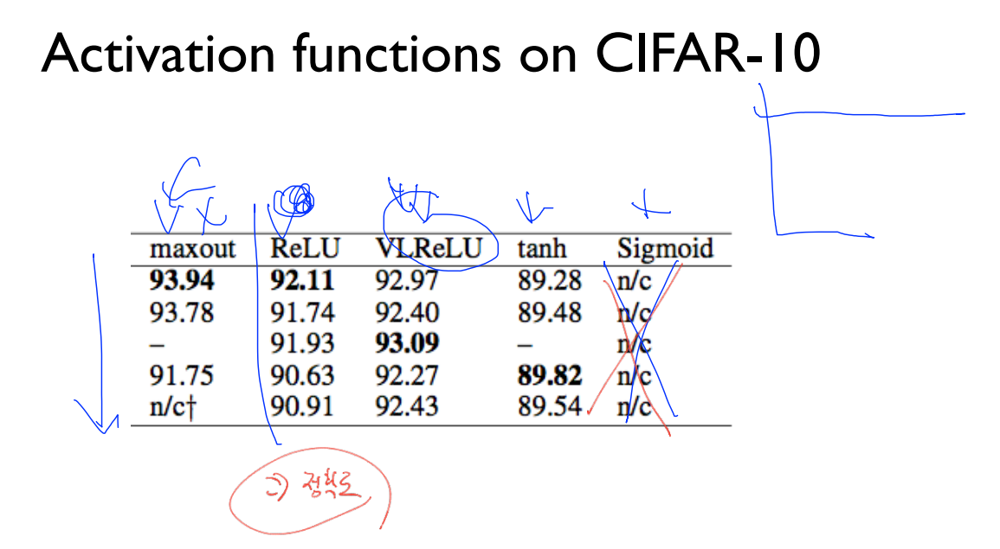 Activation functions on CIFAR-10
maxout ReLU VLReLU tanh Sigmoid
93.94 92.11 92.97 89.28 n/c
93.78 91.74 92.40 89.48 n/c
– 91.93 93.09 – n/c
91.75 90.63 92.27 89.82 n/c
n/c† 90.91 92.43 89.54 n/c
정확도